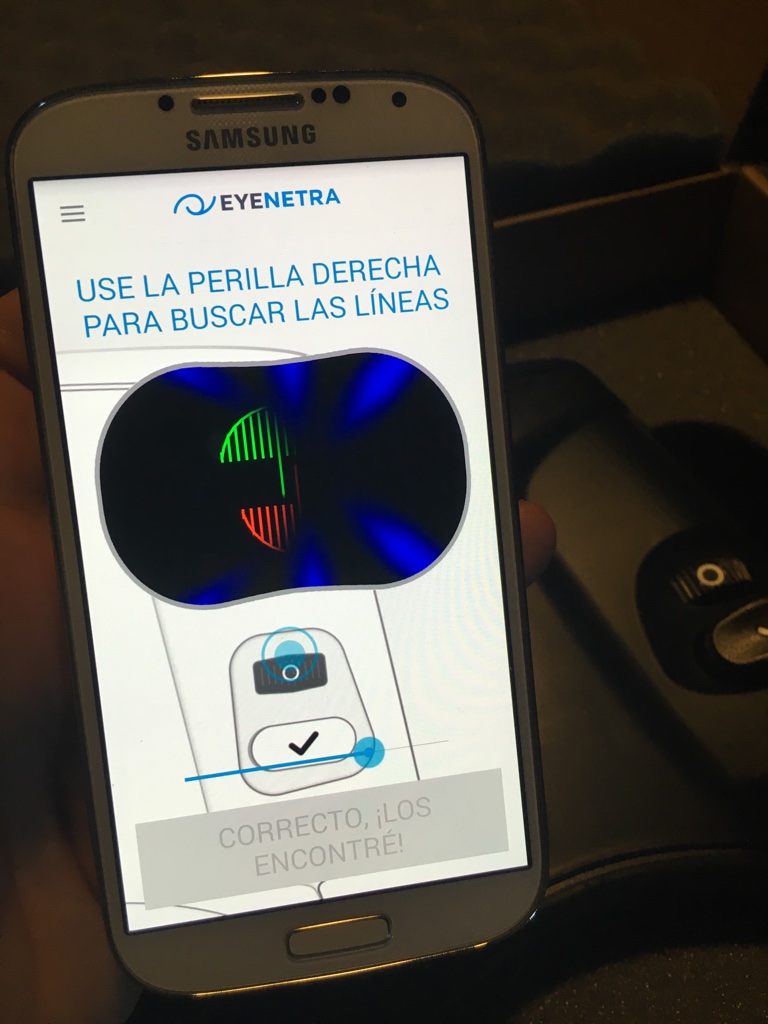 SAMSUNG
EYENETRA
USE LA PERILLA DERECHA
PARA BUSCAR LAS LÍNEAS
CORRECTO, ¡LOS
ENCONTRÉ!